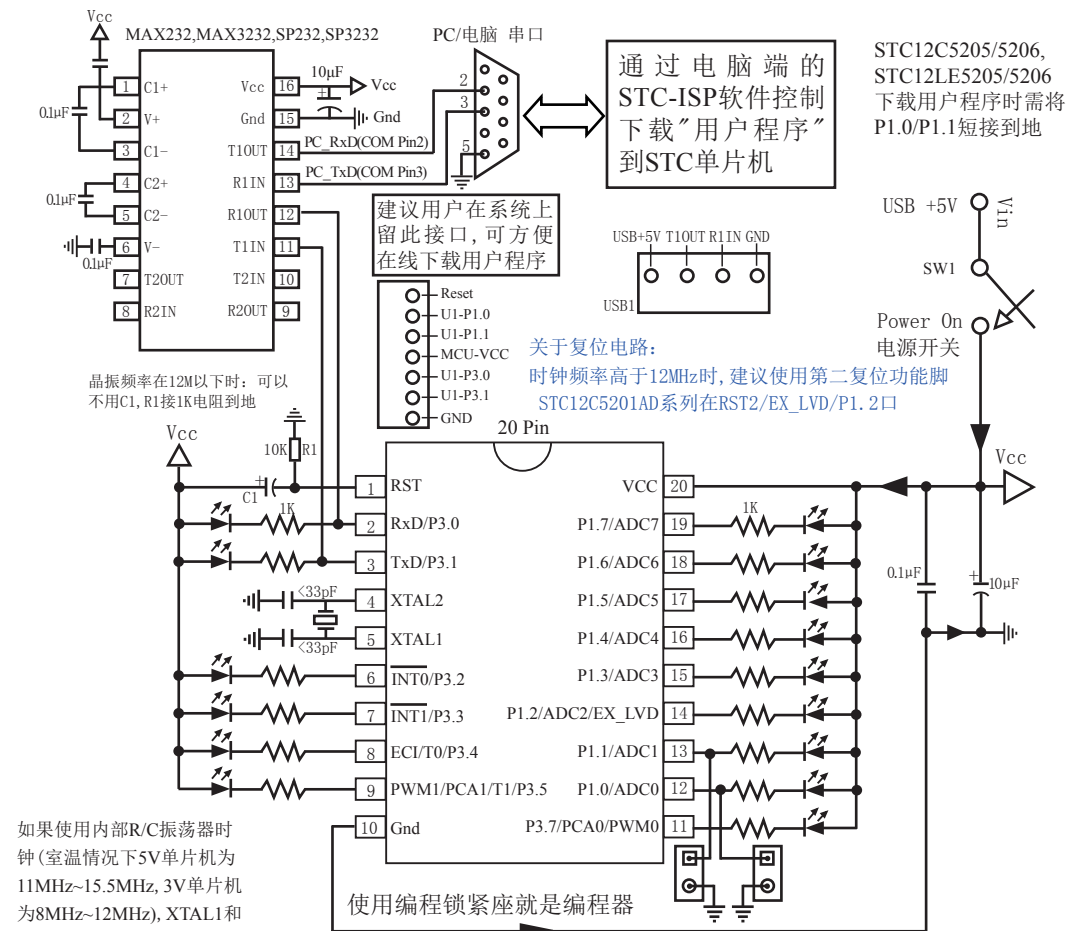 Vcc
MAX232,MAX3232,SP232,SP3232
1 C1+
2 V+
3 C1-
4 C2+
5 C2-
6 V-
7 T2OUT
8 R2IN
Vcc 16
Gnd 15
T1OUT 14
R1IN 13
R1OUT 12
T1IN 11
T2IN 10
R2OUT 9
0.1μF
0.1μF
0.1μF
10μF
+
Vcc
Gnd
PC_RxD(COM Pin2)
PC_TxD(COM Pin3)
PC/电脑 串口
2
3
5
通过电脑端的
STC-ISP软件控制
下载"用户程序"
到STC单片机
STC12C5205/5206,
STC12LE5205/5206
下载用户程序时需将
P1.0/P1.1短接到地
建议用户在系统上
留此接口,可方便
在线下载用户程序
Reset
U1-P1.0
U1-P1.1
MCU-VCC
U1-P3.0
U1-P3.1
GND
USB+5V T1OUT R1IN GND
USB1
USB +5V
Vin
SW1
Power On
电源开关
关于复位电路:
时钟频率高于12MHz时,建议使用第二复位功能脚
STC12C5201AD系列在RST2/EX_LVD/P1.2口
晶振频率在12M以下时: 可以
不用C1,R1接1K电阻到地
Vcc
10K R1
+
C1
1K
<33pF
<33pF
20 Pin
1 RST
2 RxD/P3.0
3 TxD/P3.1
4 XTAL2
5 XTAL1
6 INT0/P3.2
7 INT1/P3.3
8 ECI/T0/P3.4
9 PWM1/PCA1/T1/P3.5
10 Gnd
VCC 20
P1.7/ADC7 19
P1.6/ADC6 18
P1.5/ADC5 17
P1.4/ADC4 16
P1.3/ADC3 15
P1.2/ADC2/EX_LVD 14
P1.1/ADC1 13
P1.0/ADC0 12
P3.7/PCA0/PWM0 11
1K
Vcc
0.1μF
+
10μF
如果使用内部R/C振荡器时
钟(室温情况下5V单片机为
11MHz~15.5MHz, 3V单片机
为8MHz~12MHz), XTAL1和
使用编程锁紧座就是编程器